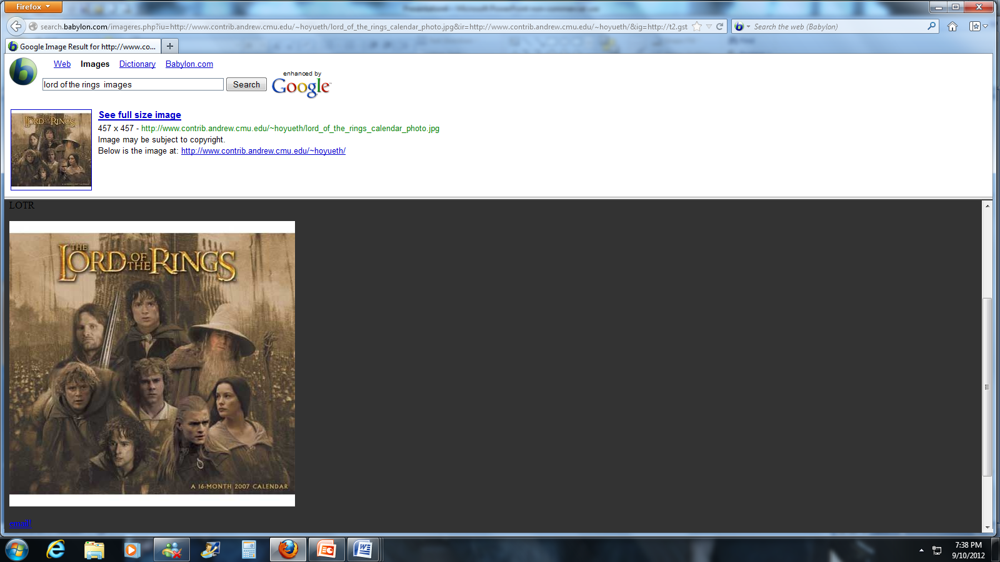 Firefox
search.babylon.com/imageres.php?iu=http://www.contrib.andrew.cmu.edu/~hoyueth/lord_of_the_rings_calendar_photo.jpg&ir=http://www.contrib.andrew.cmu.edu/~hoyueth/&ig=http://t2.gst
Search the web (Babylon)
Google Image Result for http://www.co...
Web Images Dictionary Babylon.com
lord of the rings  images
Search
enhanced by
Google
See full size image
457 x 457 - http://www.contrib.andrew.cmu.edu/~hoyueth/lord_of_the_rings_calendar_photo.jpg
Image may be subject to copyright.
Below is the image at: http://www.contrib.andrew.cmu.edu/~hoyueth/
THE LORD OF THE RINGS
LOTR
THE
LORD OF THE RINGS
A 16-MONTH 2007 CALENDAR
email!
7:38 PM
9/10/2012